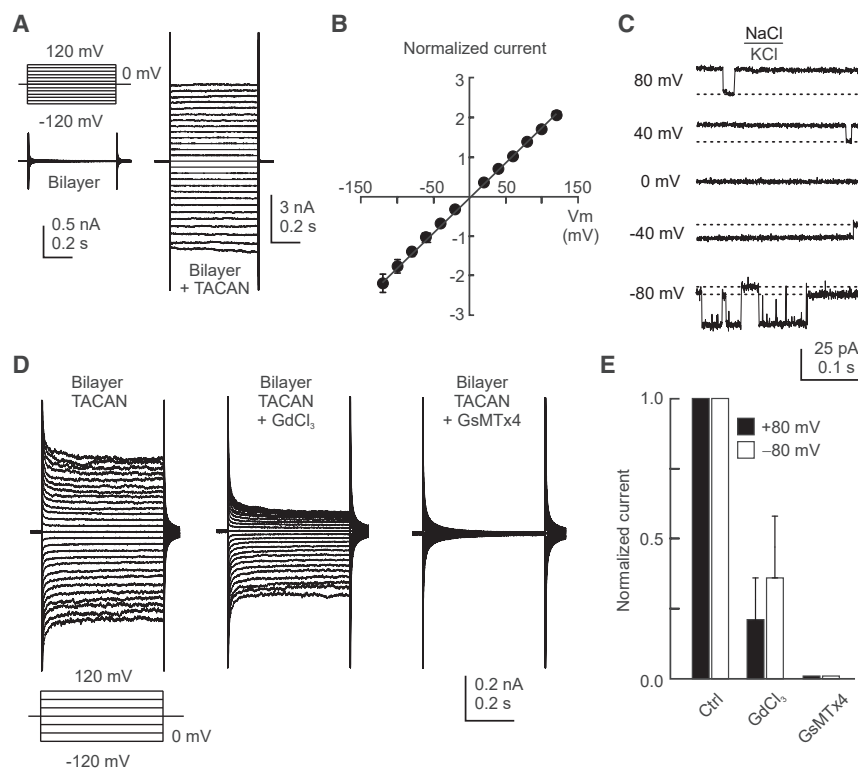 A
120 mV
0 mV
-120 mV
Bilayer
0.5 nA
0.2 s
3 nA
0.2 s
Bilayer
+ TACAN
B
Normalized current
3
2
1
-150
-50
50
150
-1
-2
-3
Vm
(mV)
C
NaCl
KCl
80 mV
40 mV
0 mV
-40 mV
-80 mV
25 pA
0.1 s
D
Bilayer
TACAN
Bilayer
TACAN
+ GdCl₃
Bilayer
TACAN
+ GsMTx4
120 mV
0 mV
-120 mV
0.2 nA
0.2 s
E
Normalized current
1.0
0.5
0.0
+80 mV
−80 mV
Ctrl
GdCl₃
GsMTx4